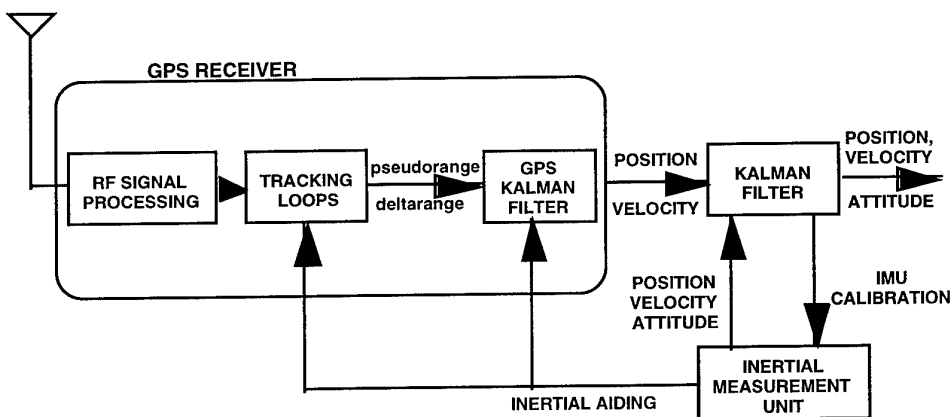 GPS RECEIVER
RF SIGNAL
PROCESSING
TRACKING
LOOPS
pseudorange
deltarange
GPS
KALMAN
FILTER
POSITION
VELOCITY
KALMAN
FILTER
POSITION,
VELOCITY
ATTITUDE
POSITION
VELOCITY
ATTITUDE
IMU
CALIBRATION
INERTIAL
MEASUREMENT
UNIT
INERTIAL AIDING